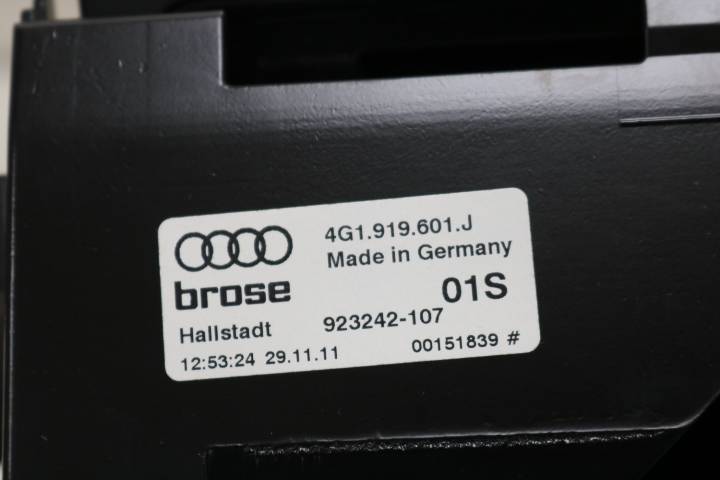 4G1.919.601.J
Made in Germany
brose 01S
Hallstadt 923242-107
12:53:24 29.11.11 00151839 #